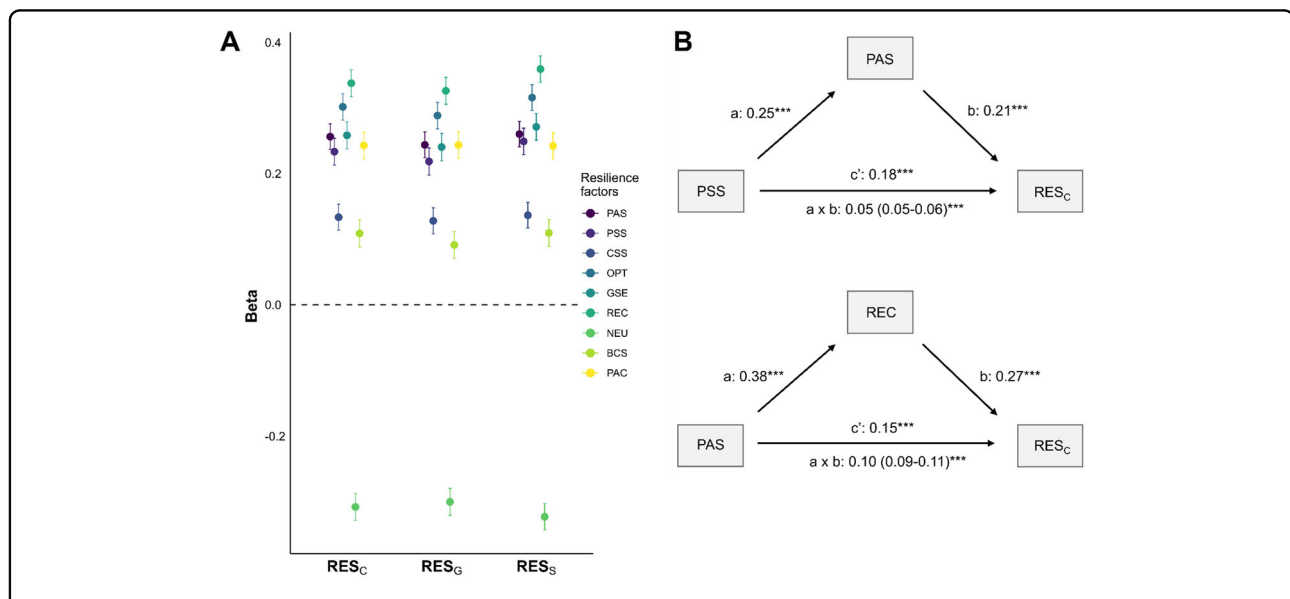 A
0.4
0.2
0.0
-0.2
Beta
RESC
RESG
RESS
Resilience
factors
PAS
PSS
CSS
OPT
GSE
REC
NEU
BCS
PAC
B
PAS
a: 0.25***
b: 0.21***
PSS
c': 0.18***
RESC
a x b: 0.05 (0.05-0.06)***
REC
a: 0.38***
b: 0.27***
PAS
c': 0.15***
RESC
a x b: 0.10 (0.09-0.11)***